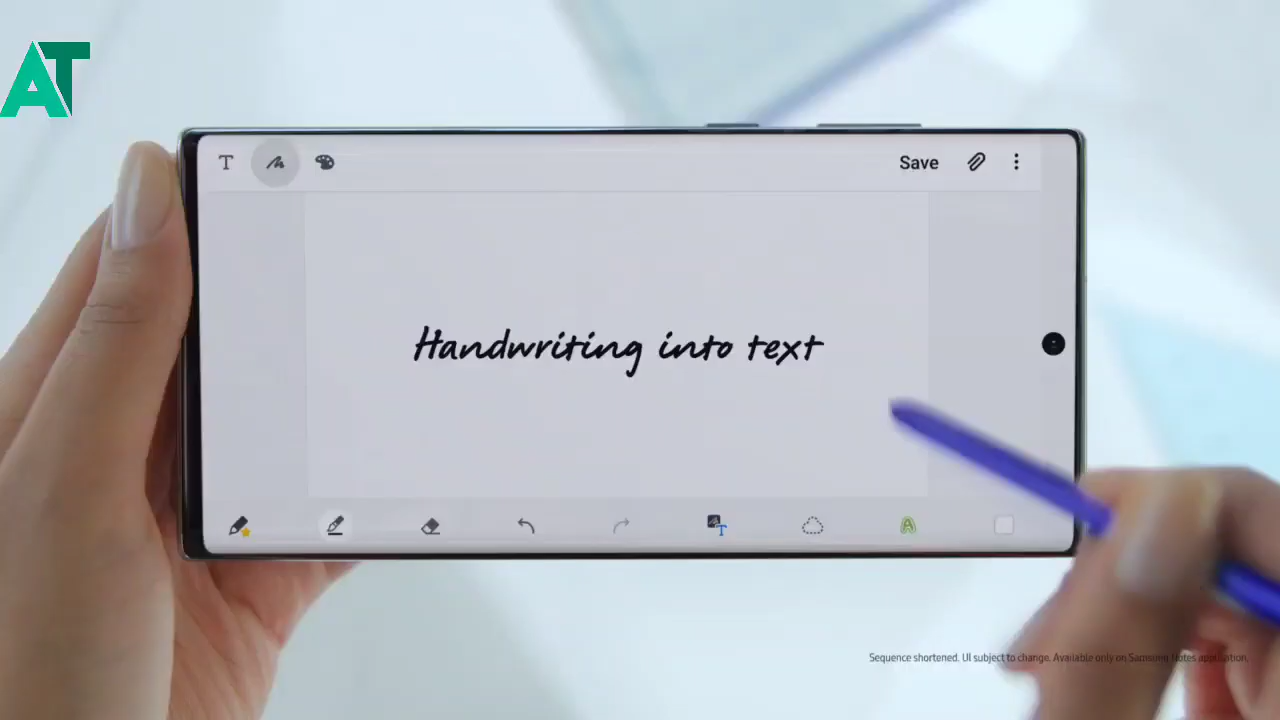 AT
T
Save
Handwriting into text
T
A
Sequence shortened. UI subject to change. Available only on Samsung Notes application.